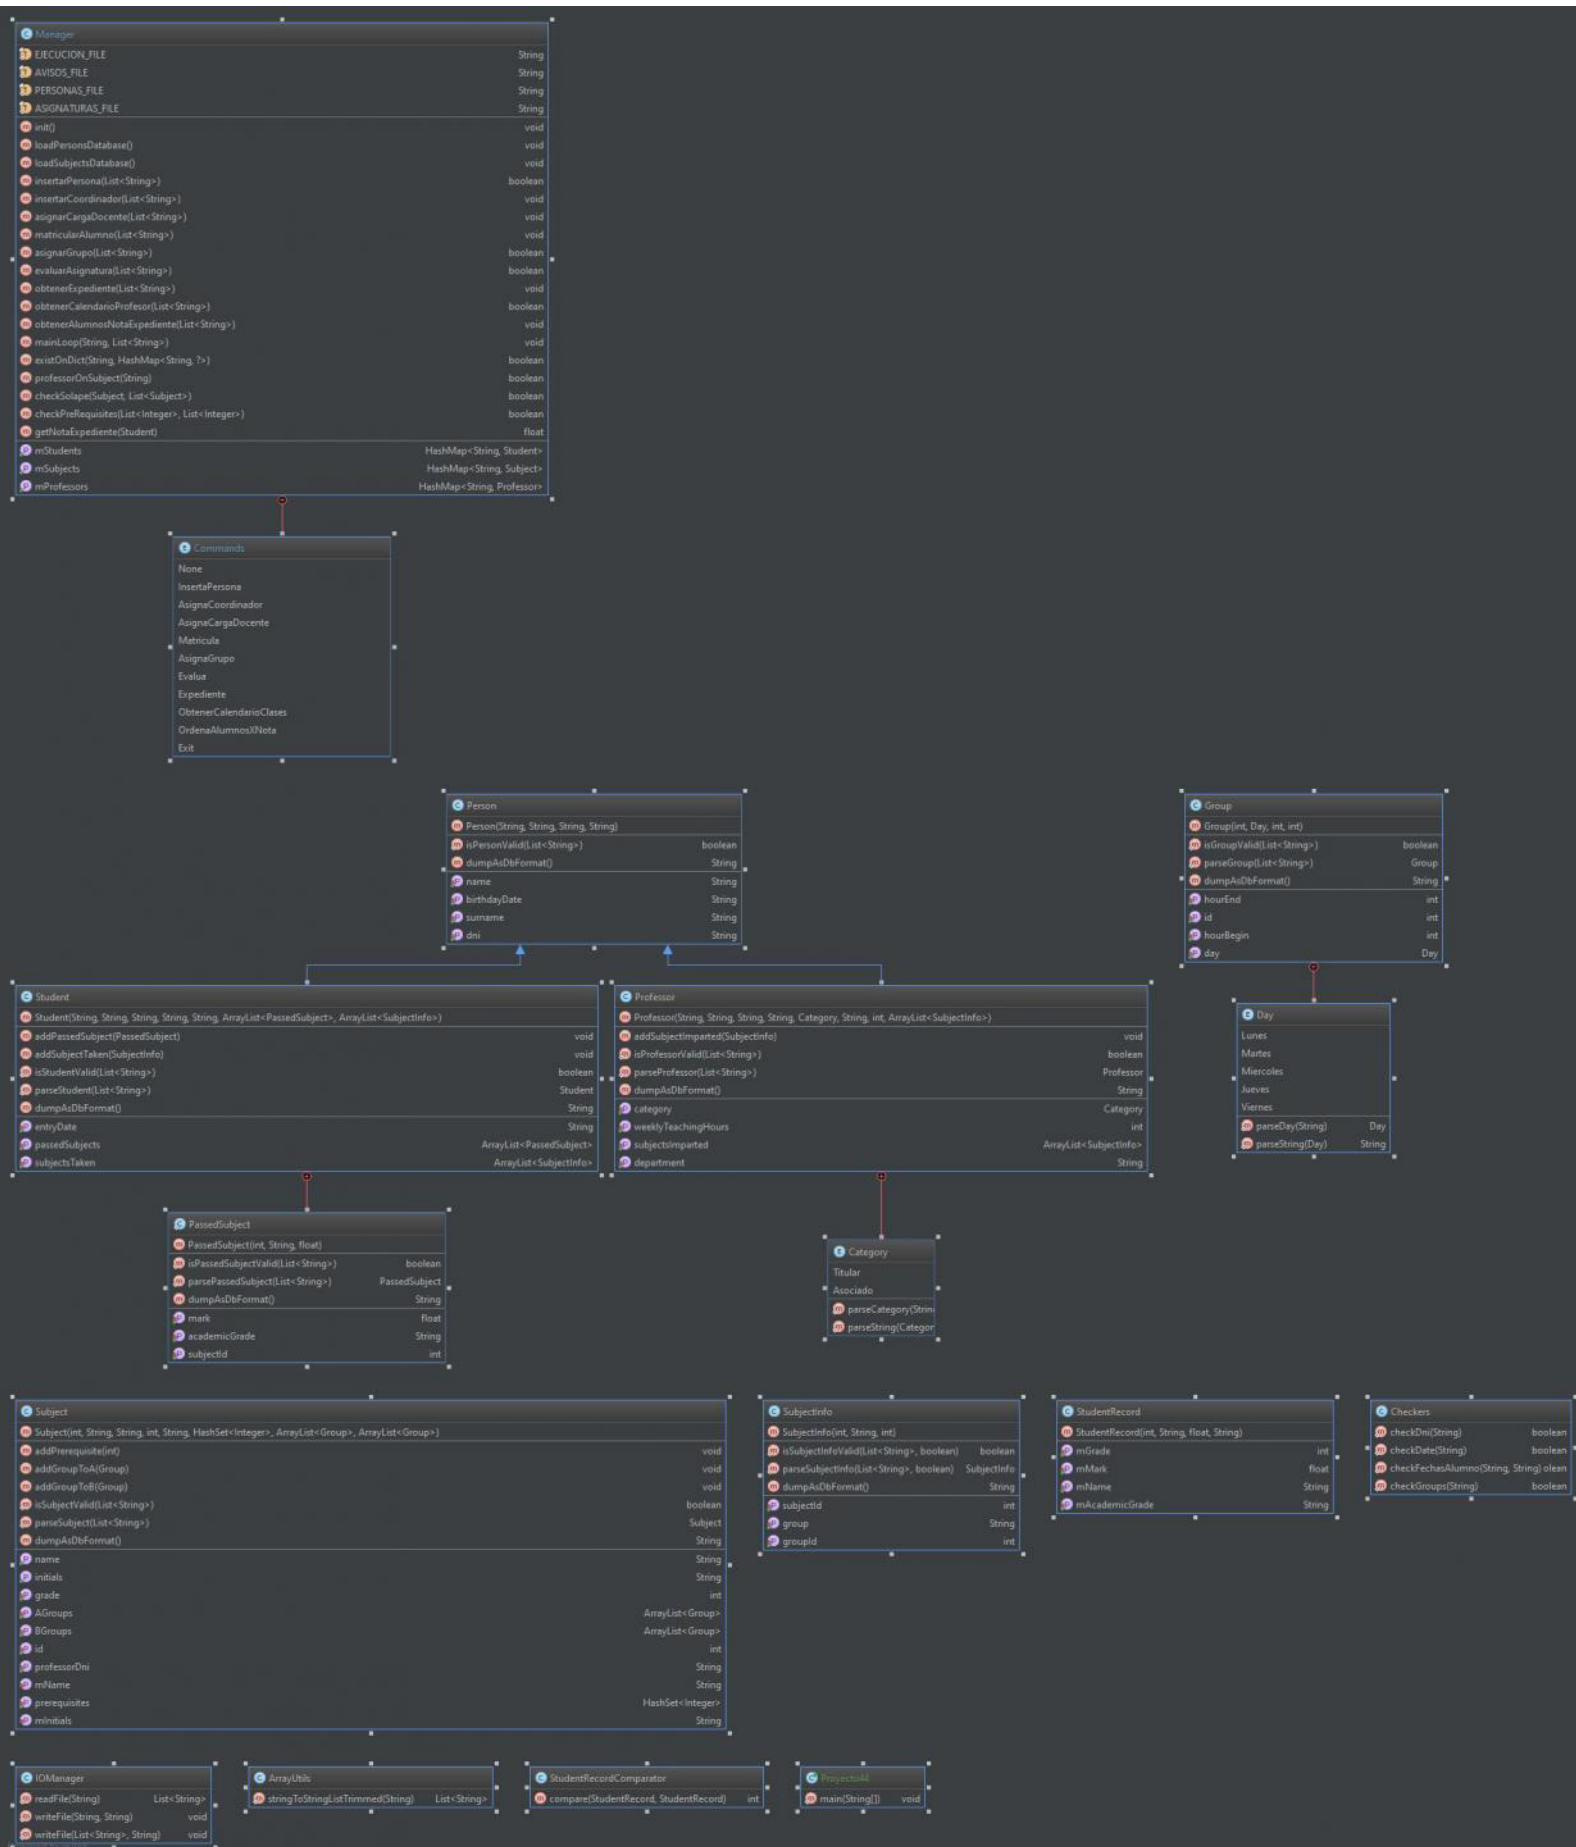 Manager
EJECUCION_FILE String
AVISOS_FILE String
PERSONAS_FILE String
ASIGNATURAS_FILE String
init() void
loadPersonsDatabase() void
loadSubjectsDatabase() void
insertarPersona(List<String>) boolean
insertarCoordinador(List<String>) void
asignarCargaDocente(List<String>) void
matricularAlumno(List<String>) void
asignarGrupo(List<String>) boolean
evaluarAsignatura(List<String>) boolean
obtenerExpediente(List<String>) void
obtenerCalendarioProfesor(List<String>) boolean
obtenerAlumnosNotaExpediente(List<String>) void
mainLoop(String, List<String>) void
existOnDict(String, HashMap<String, ?>) boolean
professorOnSubject(String) boolean
checkSolape(Subject, List<Subject>) boolean
checkPreRequisites(List<Integer>, List<Integer>) boolean
getNotaExpediente(Student) float
mStudents HashMap<String, Student>
mSubjects HashMap<String, Subject>
mProfessors HashMap<String, Professor>
Commands
None
InsertaPersona
AsignaCoordinador
AsignaCargaDocente
Matricula
AsignaGrupo
Evalua
Expediente
ObtenerCalendarioClases
OrdenaAlumnosXNota
Exit
Person
Person(String, String, String, String)
isPersonValid(List<String>) boolean
dumpAsDbFormat() String
name String
birthdayDate String
surname String
dni String
Group
Group(int, Day, int, int)
isGroupValid(List<String>) boolean
parseGroup(List<String>) Group
dumpAsDbFormat() String
hourEnd int
id int
hourBegin int
day Day
Student
Student(String, String, String, String, String, ArrayList<PassedSubject>, ArrayList<SubjectInfo>)
addPassedSubject(PassedSubject) void
addSubjectTaken(SubjectInfo) void
isStudentValid(List<String>) boolean
parseStudent(List<String>) Student
dumpAsDbFormat() String
entryDate String
passedSubjects ArrayList<PassedSubject>
subjectsTaken ArrayList<SubjectInfo>
Professor
Professor(String, String, String, String, Category, String, int, ArrayList<SubjectInfo>)
addSubjectImparted(SubjectInfo) void
isProfessorValid(List<String>) boolean
parseProfessor(List<String>) Professor
dumpAsDbFormat() String
category Category
weeklyTeachingHours int
subjectsImparted ArrayList<SubjectInfo>
department String
Day
Lunes
Martes
Miercoles
Jueves
Viernes
parseDay(String) Day
parseString(Day) String
PassedSubject
PassedSubject(int, String, float)
isPassedSubjectValid(List<String>) boolean
parsePassedSubject(List<String>) PassedSubject
dumpAsDbFormat() String
mark float
academicGrade String
subjectId int
Category
Titular
Asociado
parseCategory(Strin
parseString(Categor
Subject
Subject(int, String, String, int, String, HashSet<Integer>, ArrayList<Group>, ArrayList<Group>)
addPrerequisite(int) void
addGroupToA(Group) void
addGroupToB(Group) void
isSubjectValid(List<String>) boolean
parseSubject(List<String>) Subject
dumpAsDbFormat() String
name String
initials String
grade int
AGroups ArrayList<Group>
BGroups ArrayList<Group>
id int
professorDni String
mName String
prerequisites HashSet<Integer>
mInitials String
SubjectInfo
SubjectInfo(int, String, int)
isSubjectInfoValid(List<String>, boolean) boolean
parseSubjectInfo(List<String>, boolean) SubjectInfo
dumpAsDbFormat() String
subjectId int
group String
groupId int
StudentRecord
StudentRecord(int, String, float, String)
mGrade int
mMark float
mName String
mAcademicGrade String
Checkers
checkDni(String) boolean
checkDate(String) boolean
checkFechasAlumno(String, String) olean
checkGroups(String) boolean
IOManager
readFile(String) List<String>
writeFile(String, String) void
writeFile(List<String>, String) void
ArrayUtils
stringToStringListTrimmed(String) List<String>
StudentRecordComparator
compare(StudentRecord, StudentRecord) int
Proyecto44
main(String[]) void